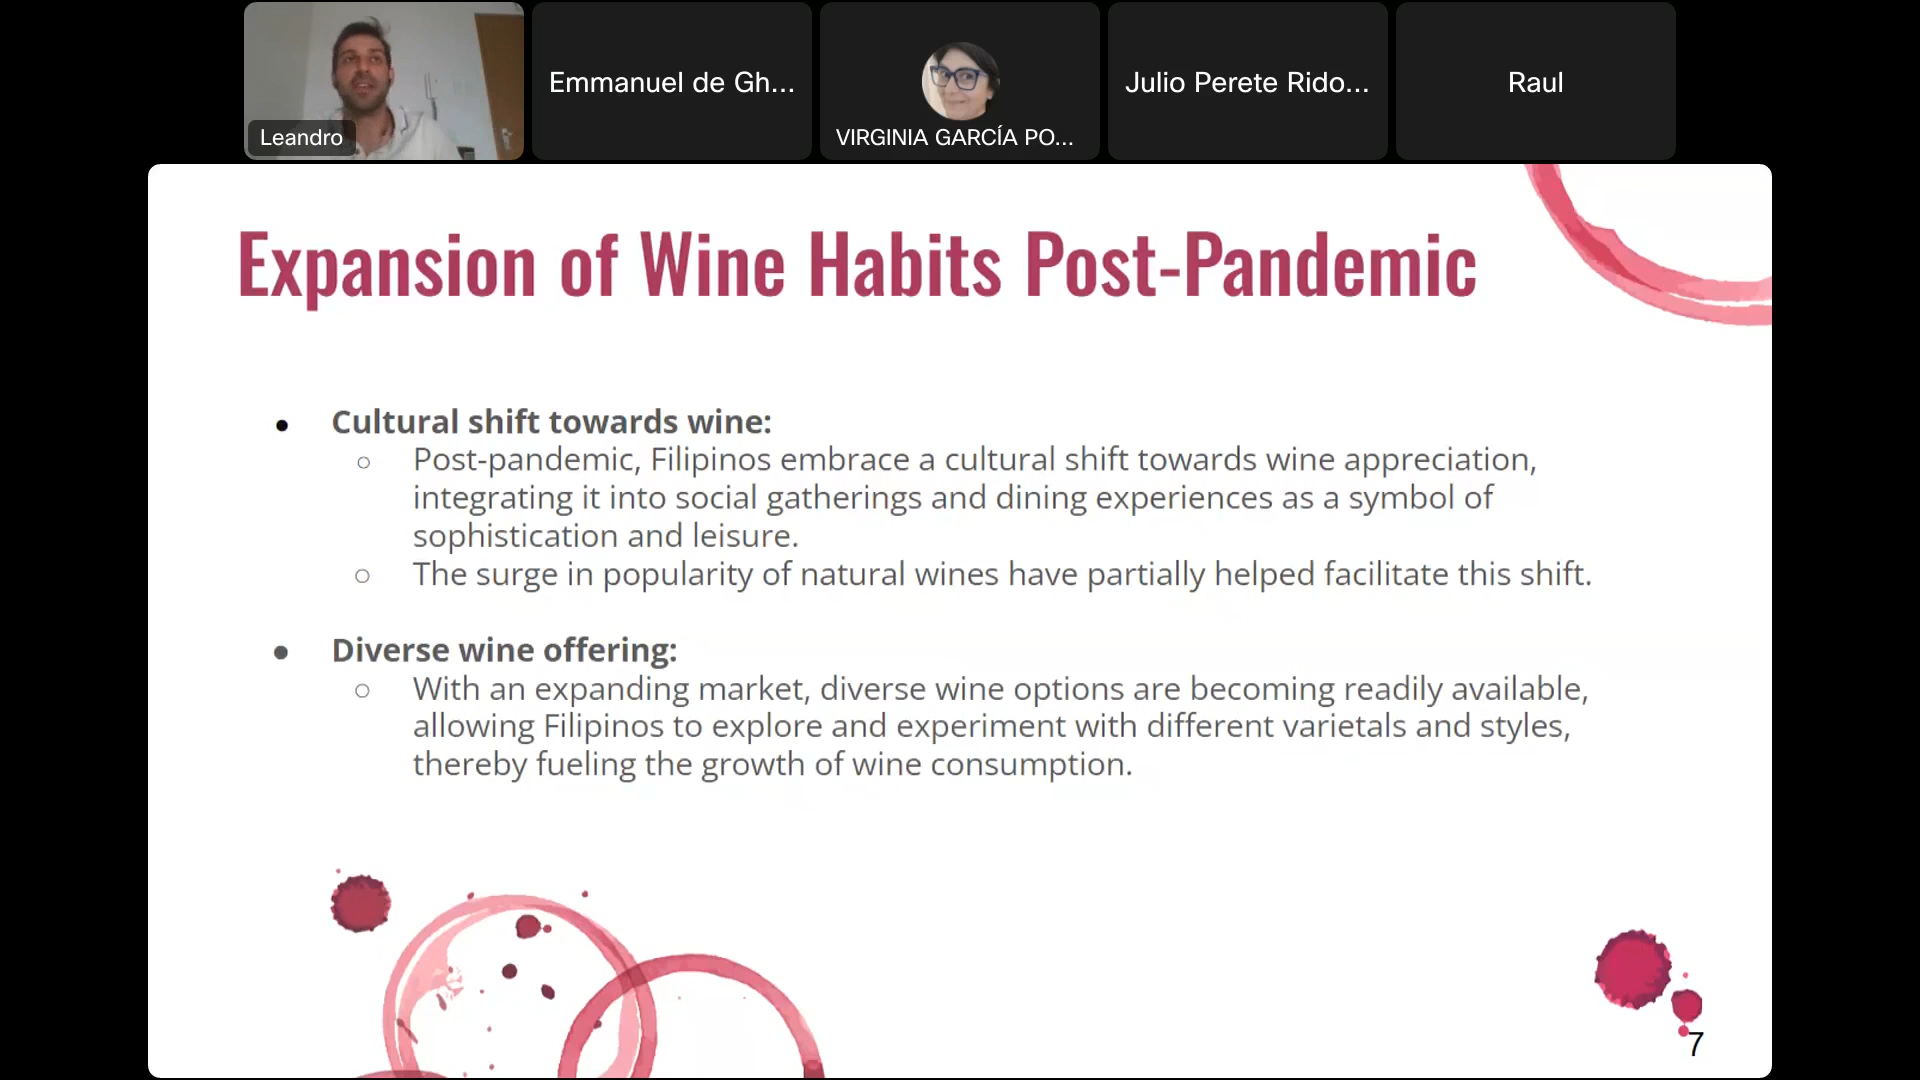 Leandro
Emmanuel de Gh...
VIRGINIA GARCÍA PO...
Julio Perete Rido...
Raul
Expansion of Wine Habits Post-Pandemic
● Cultural shift towards wine:
○ Post-pandemic, Filipinos embrace a cultural shift towards wine appreciation,
integrating it into social gatherings and dining experiences as a symbol of
sophistication and leisure.
○ The surge in popularity of natural wines have partially helped facilitate this shift.
● Diverse wine offering:
○ With an expanding market, diverse wine options are becoming readily available,
allowing Filipinos to explore and experiment with different varietals and styles,
thereby fueling the growth of wine consumption.
7